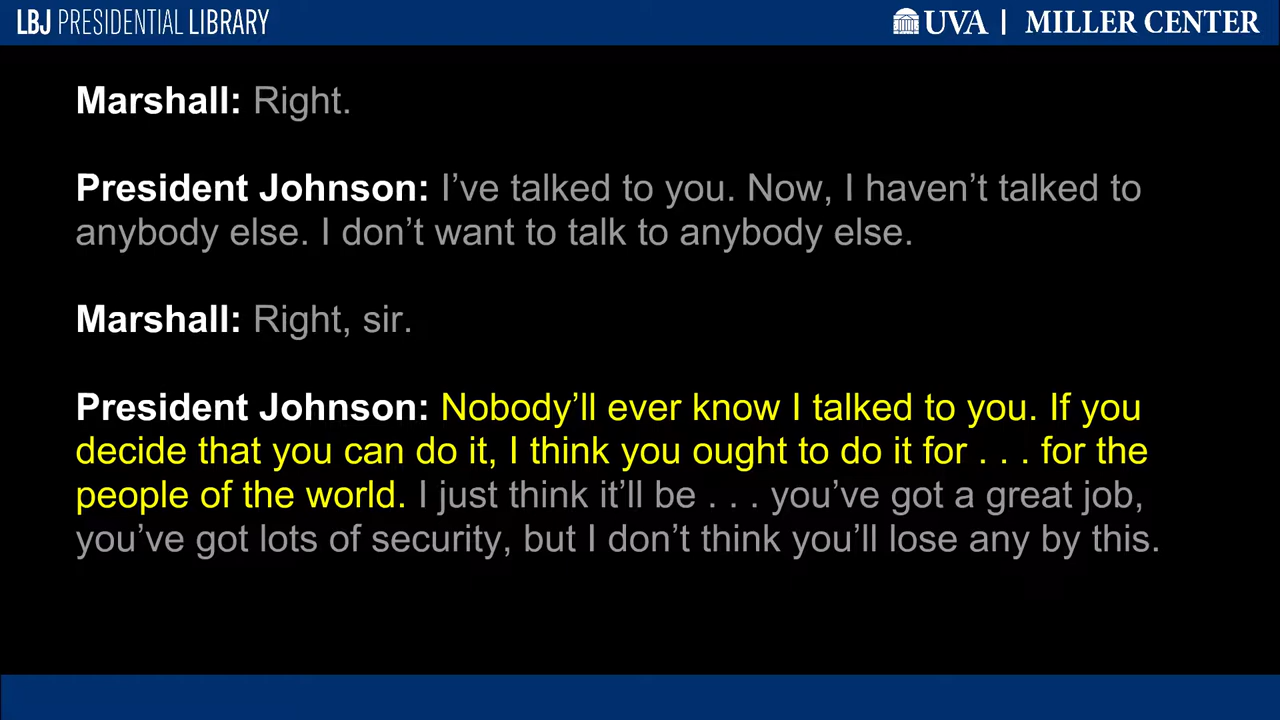 LBJ PRESIDENTIAL LIBRARY
UVA | MILLER CENTER
Marshall: Right.
President Johnson: I’ve talked to you. Now, I haven’t talked to
anybody else. I don’t want to talk to anybody else.
Marshall: Right, sir.
President Johnson: Nobody’ll ever know I talked to you. If you
decide that you can do it, I think you ought to do it for . . . for the
people of the world. I just think it’ll be . . . you’ve got a great job,
you’ve got lots of security, but I don’t think you’ll lose any by this.